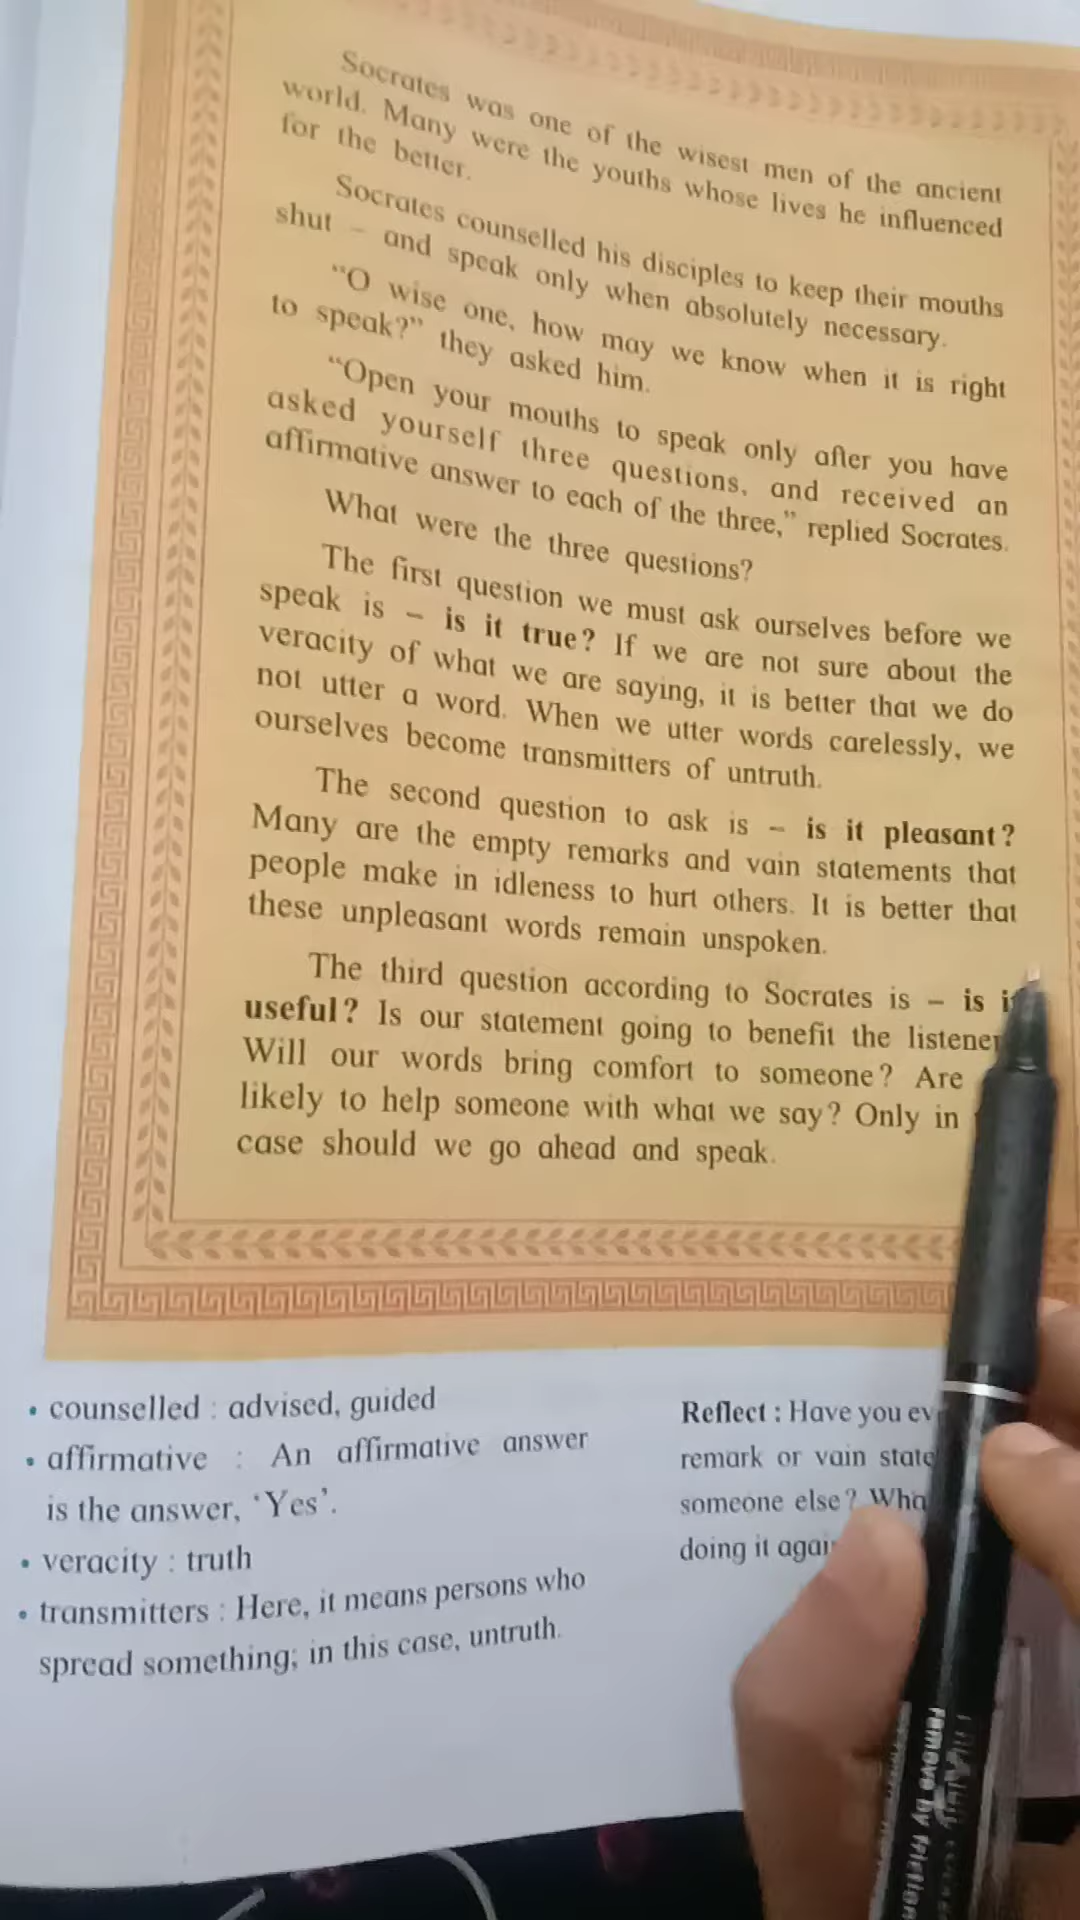 Socrates was one of the wisest men of the ancient
world. Many were the youths whose lives he influenced
for the better.
Socrates counselled his disciples to keep their mouths
shut – and speak only when absolutely necessary.
“O wise one, how may we know when it is right
to speak?” they asked him.
“Open your mouths to speak only after you have
asked yourself three questions, and received an
affirmative answer to each of the three,” replied Socrates.
What were the three questions?
The first question we must ask ourselves before we
speak is – is it true? If we are not sure about the
veracity of what we are saying, it is better that we do
not utter a word. When we utter words carelessly, we
ourselves become transmitters of untruth.
The second question to ask is – is it pleasant?
Many are the empty remarks and vain statements that
people make in idleness to hurt others. It is better that
these unpleasant words remain unspoken.
The third question according to Socrates is – is it
useful? Is our statement going to benefit the listener
Will our words bring comfort to someone? Are
likely to help someone with what we say? Only in
case should we go ahead and speak.
• counselled : advised, guided
• affirmative : An affirmative answer
is the answer, ‘Yes’.
• veracity : truth
• transmitters : Here, it means persons who
spread something; in this case, untruth.
Reflect : Have you
remark or vain
someone else?
doing it
remove by friction